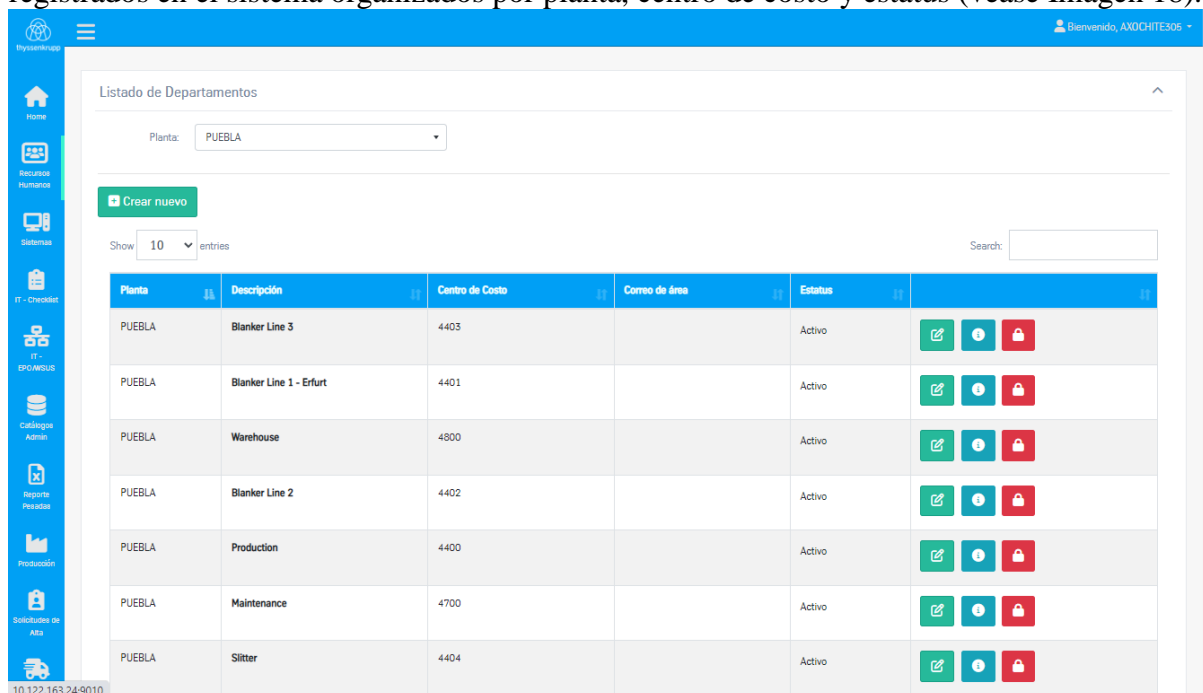 registrados en el sistema organizados por planta, centro de costo y estatus (véase Imagen 18).
thyssenkrupp
Bienvenido, AXOCHITE305
Home
Recursos
Humanos
Sistemas
IT - Checklist
IT -
EPO/WSUS
Catálogos
Admin
Reporte
Pesadas
Producción
Solicitudes de
Alta
10.122.163.24:9010
Listado de Departamentos
Planta: PUEBLA
Crear nuevo
Show 10 entries Search:
Planta Descripción Centro de Costo Correo de área Estatus
PUEBLA Blanker Line 3 4403 Activo
PUEBLA Blanker Line 1 - Erfurt 4401 Activo
PUEBLA Warehouse 4800 Activo
PUEBLA Blanker Line 2 4402 Activo
PUEBLA Production 4400 Activo
PUEBLA Maintenance 4700 Activo
PUEBLA Slitter 4404 Activo